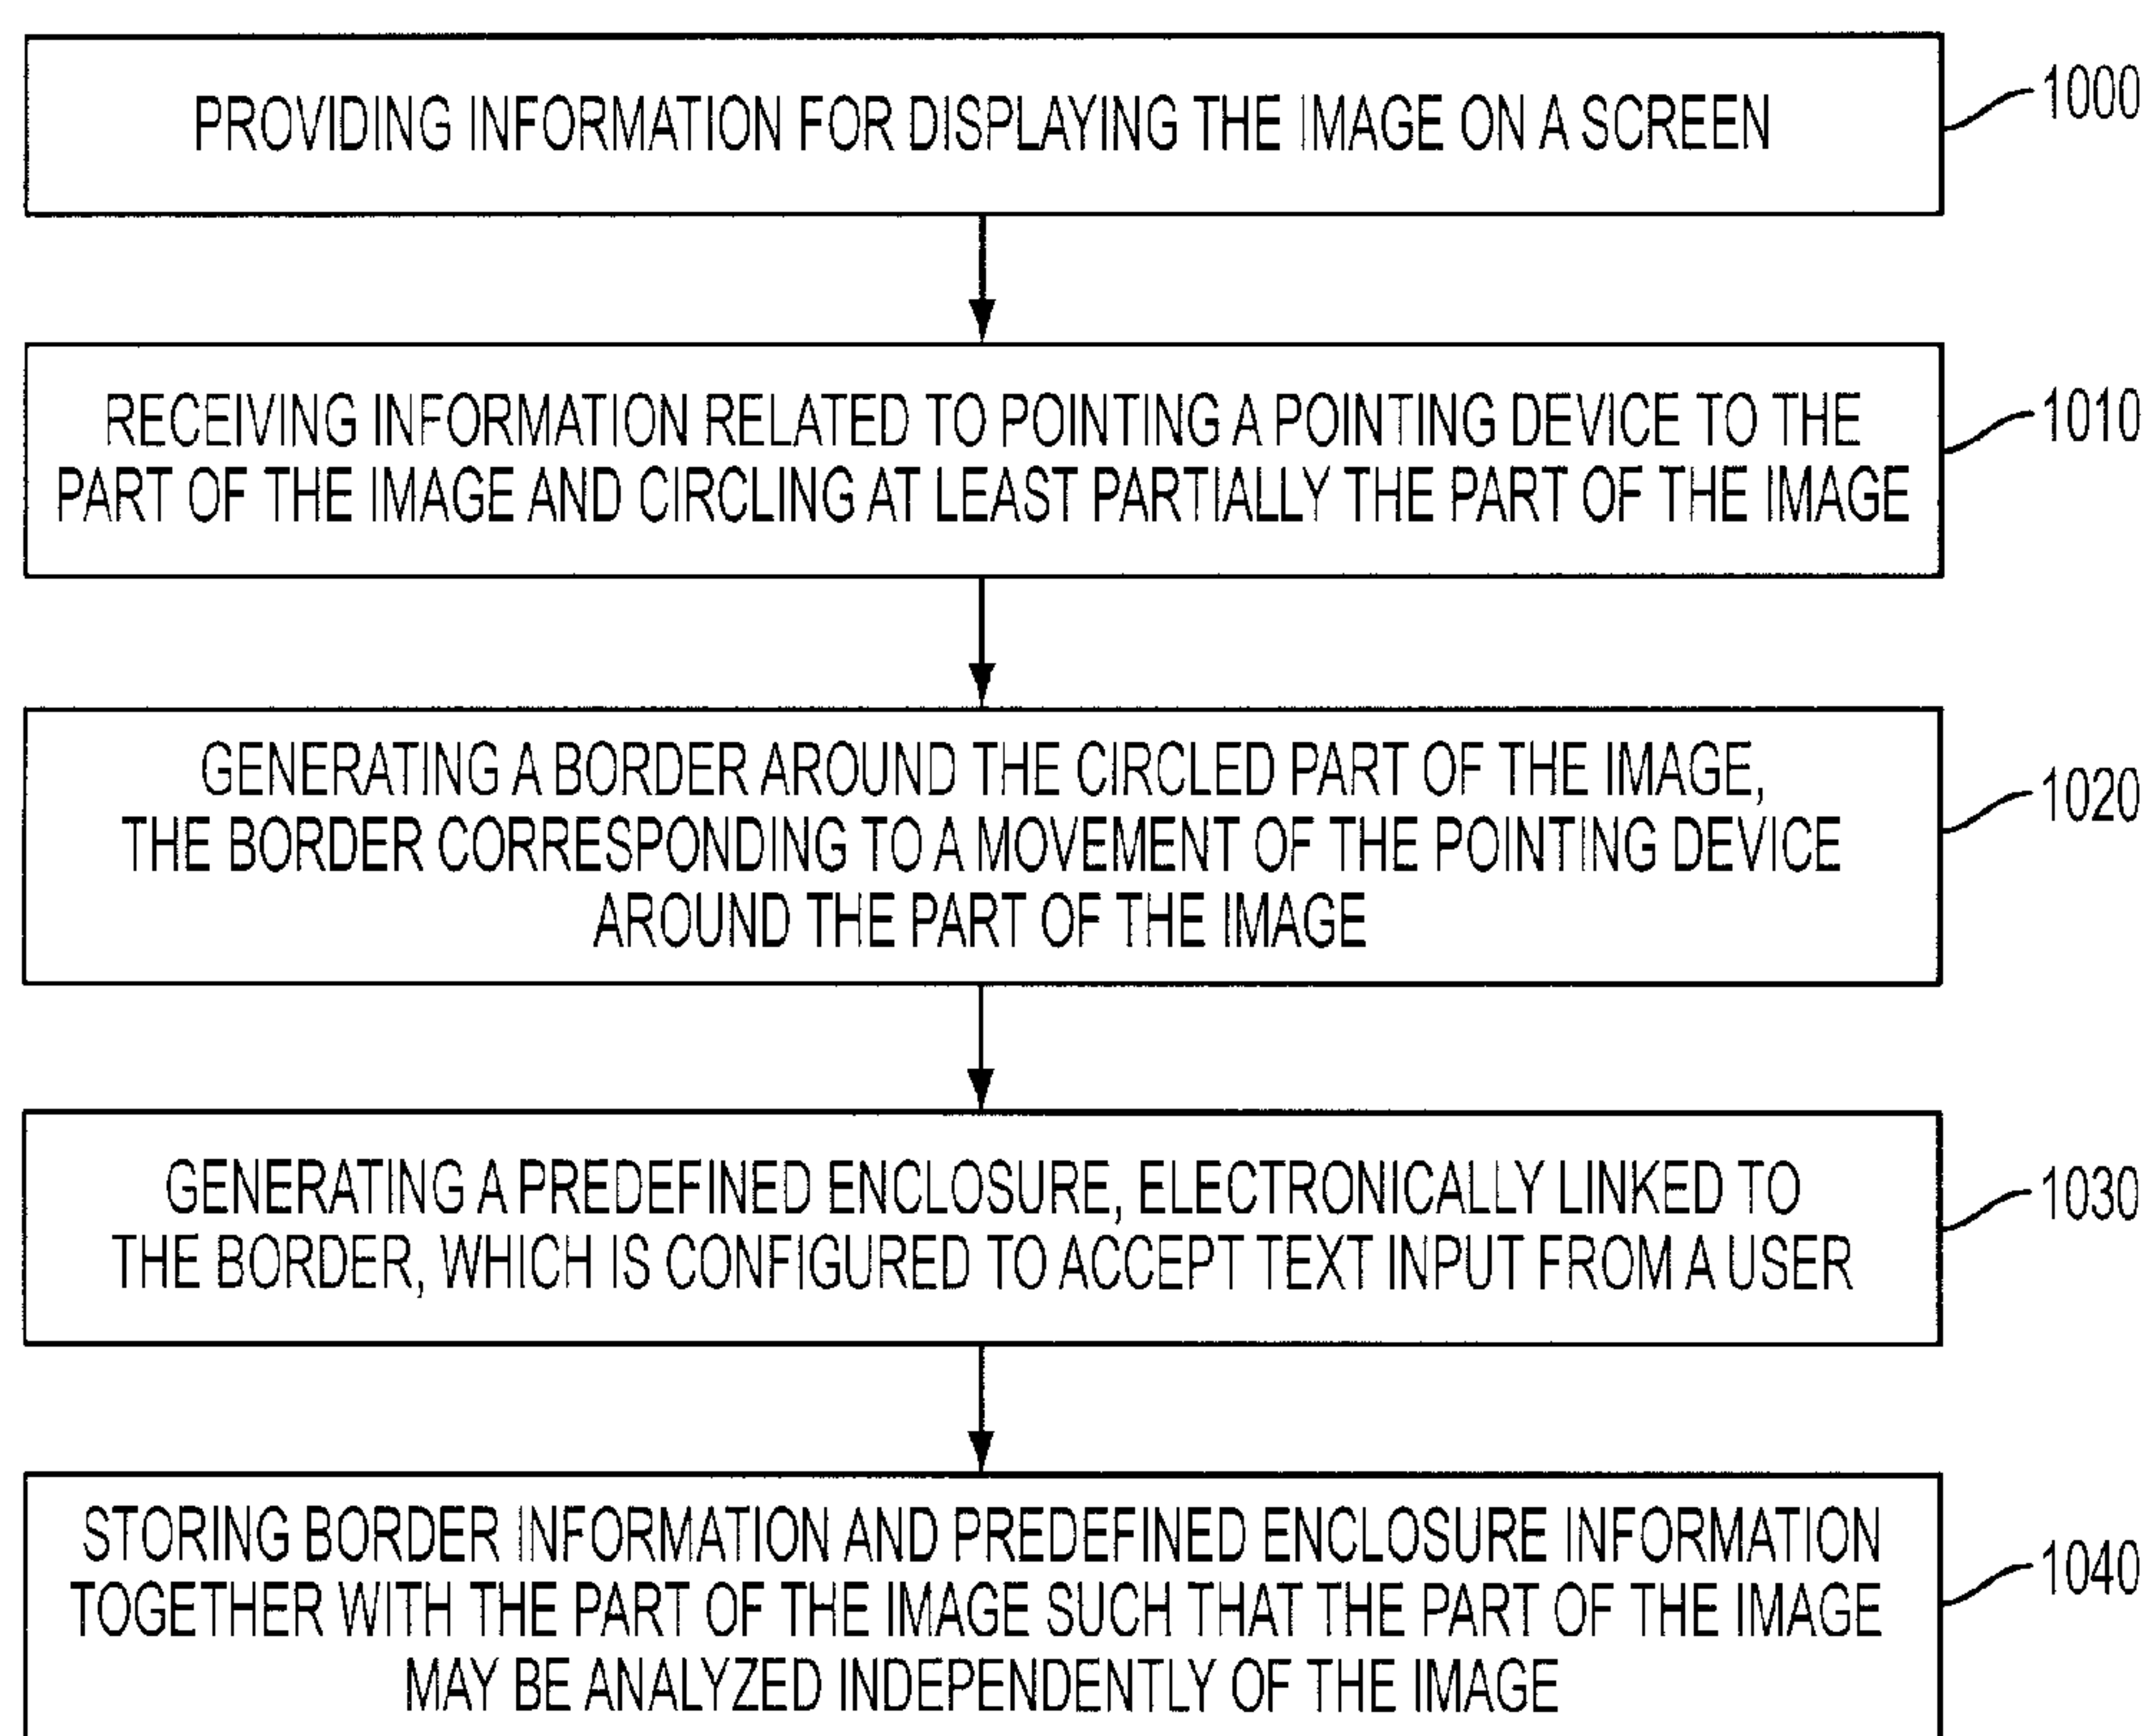 PROVIDING INFORMATION FOR DISPLAYING THE IMAGE ON A SCREEN
1000
RECEIVING INFORMATION RELATED TO POINTING A POINTING DEVICE TO THE
PART OF THE IMAGE AND CIRCLING AT LEAST PARTIALLY THE PART OF THE IMAGE
1010
GENERATING A BORDER AROUND THE CIRCLED PART OF THE IMAGE,
THE BORDER CORRESPONDING TO A MOVEMENT OF THE POINTING DEVICE
AROUND THE PART OF THE IMAGE
1020
GENERATING A PREDEFINED ENCLOSURE, ELECTRONICALLY LINKED TO
THE BORDER, WHICH IS CONFIGURED TO ACCEPT TEXT INPUT FROM A USER
1030
STORING BORDER INFORMATION AND PREDEFINED ENCLOSURE INFORMATION
TOGETHER WITH THE PART OF THE IMAGE SUCH THAT THE PART OF THE IMAGE
MAY BE ANALYZED INDEPENDENTLY OF THE IMAGE
1040